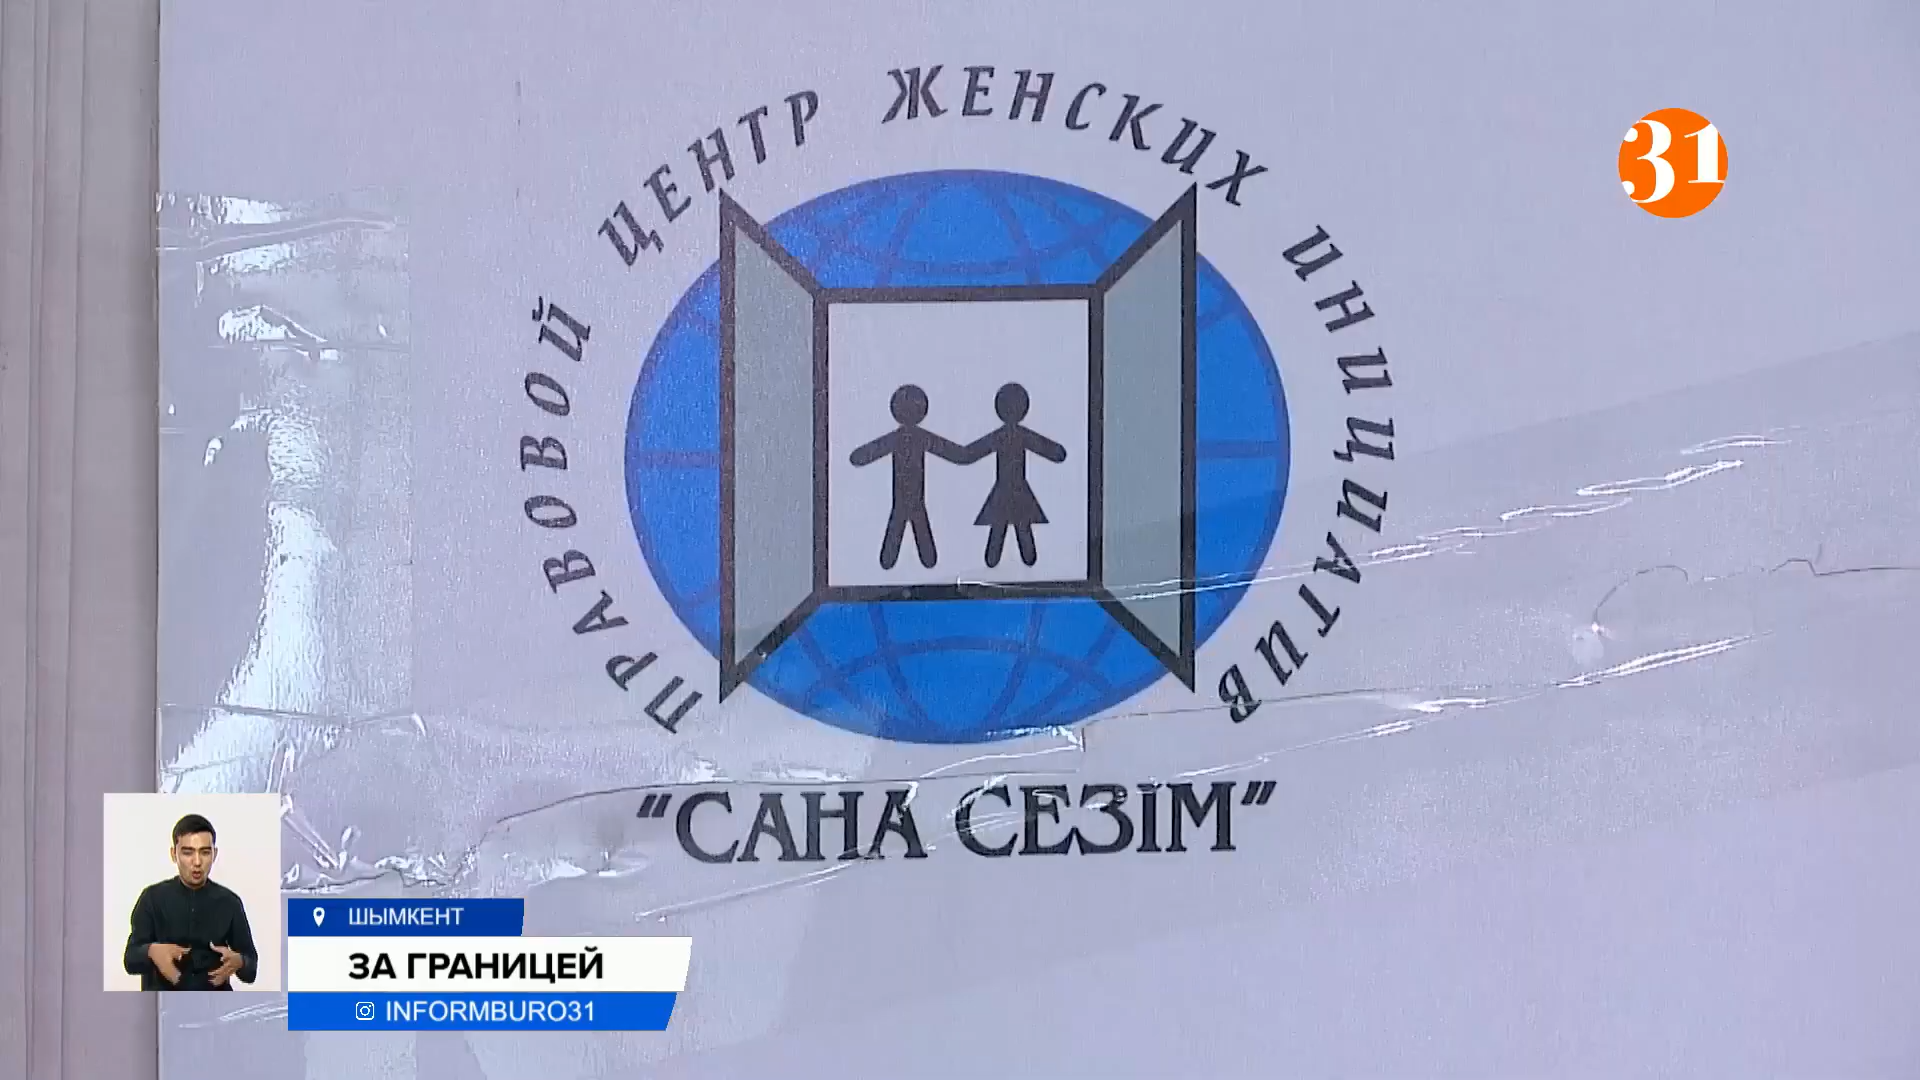 ПРАВОВОЙ ЦЕНТР ЖЕНСКИХ ИНИЦИАТИВ
31
"САНА СЕЗІМ"
ШЫМКЕНТ
ЗА ГРАНИЦЕЙ
INFORMBURO31